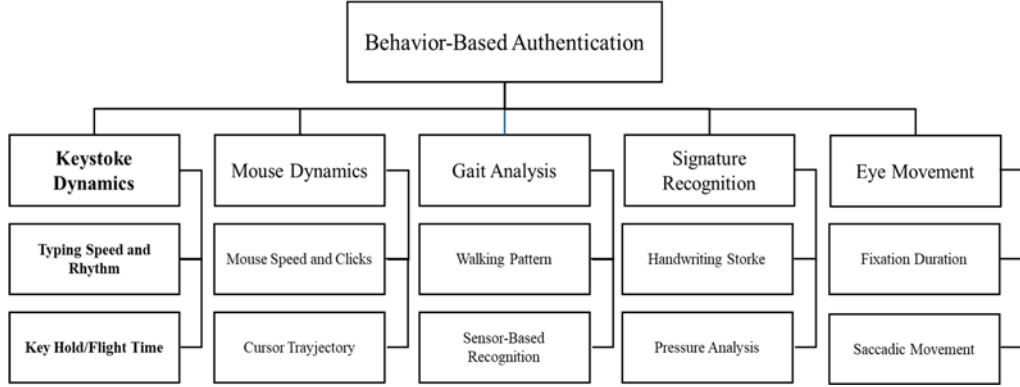 Behavior-Based Authentication
Keystoke
Dynamics
Mouse Dynamics
Gait Analysis
Signature
Recognition
Eye Movement
Typing Speed and
Rhythm
Mouse Speed and Clicks
Walking Pattern
Handwriting Storke
Fixation Duration
Key Hold/Flight Time
Cursor Trayjectory
Sensor-Based
Recognition
Pressure Analysis
Saccadic Movement